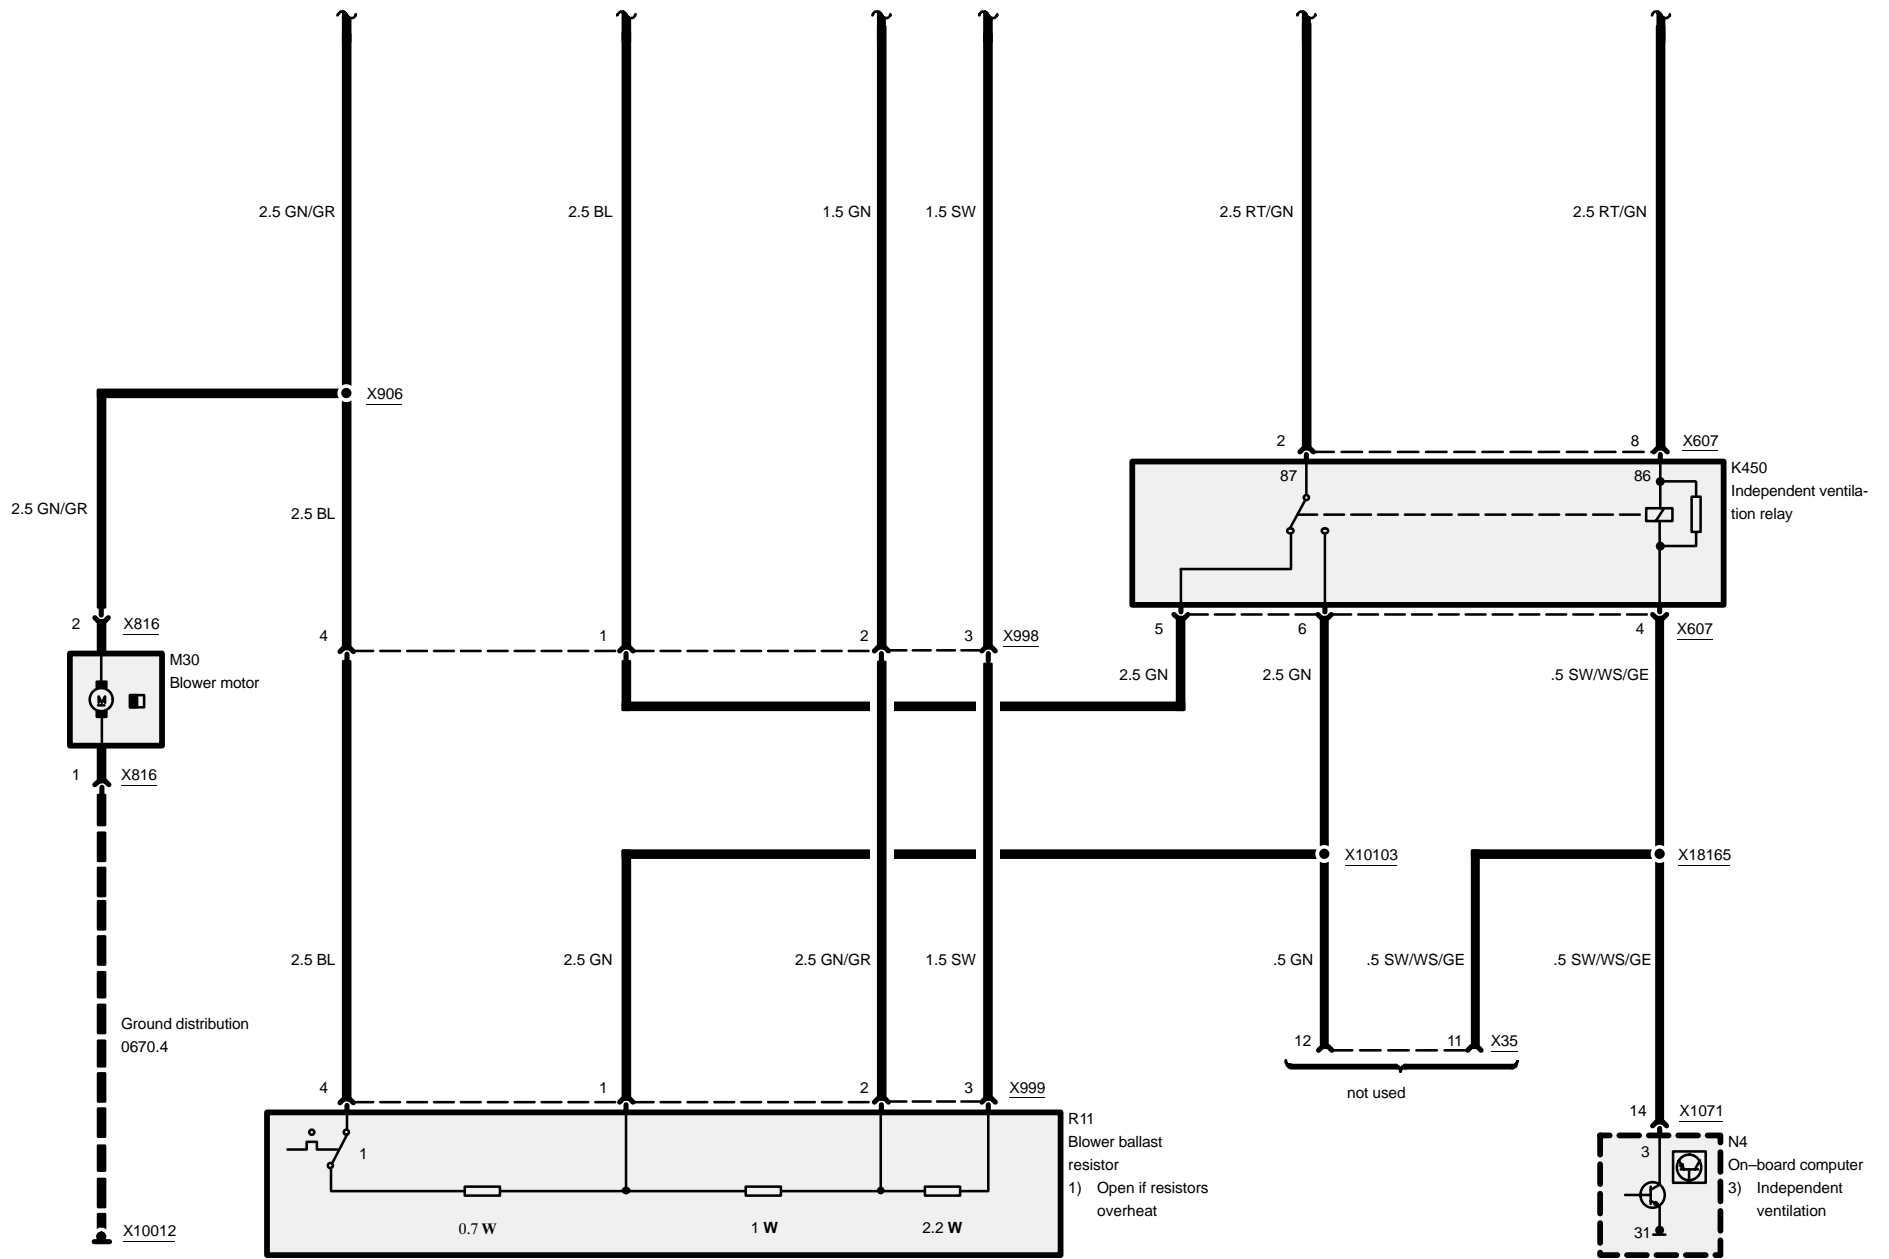 2.5 GN/GR
2.5 BL
1.5 GN
1.5 SW
2.5 RT/GN
2.5 RT/GN
X906
2
8
X607
87
86
K450
Independent ventila-
tion relay
2.5 GN/GR
2.5 BL
2
X816
4
1
2
3
X998
5
6
4
X607
M30
Blower motor
M
2.5 GN
2.5 GN
.5 SW/WS/GE
1
X816
X10103
X18165
2.5 BL
2.5 GN
2.5 GN/GR
1.5 SW
.5 GN
.5 SW/WS/GE
.5 SW/WS/GE
Ground distribution
0670.4
12
11
X35
not used
4
1
2
3
X999
14
X1071
R11
Blower ballast
resistor
1) Open if resistors
overheat
1
0.7 W
1 W
2.2 W
3
N4
On–board computer
3) Independent
ventilation
31
X10012